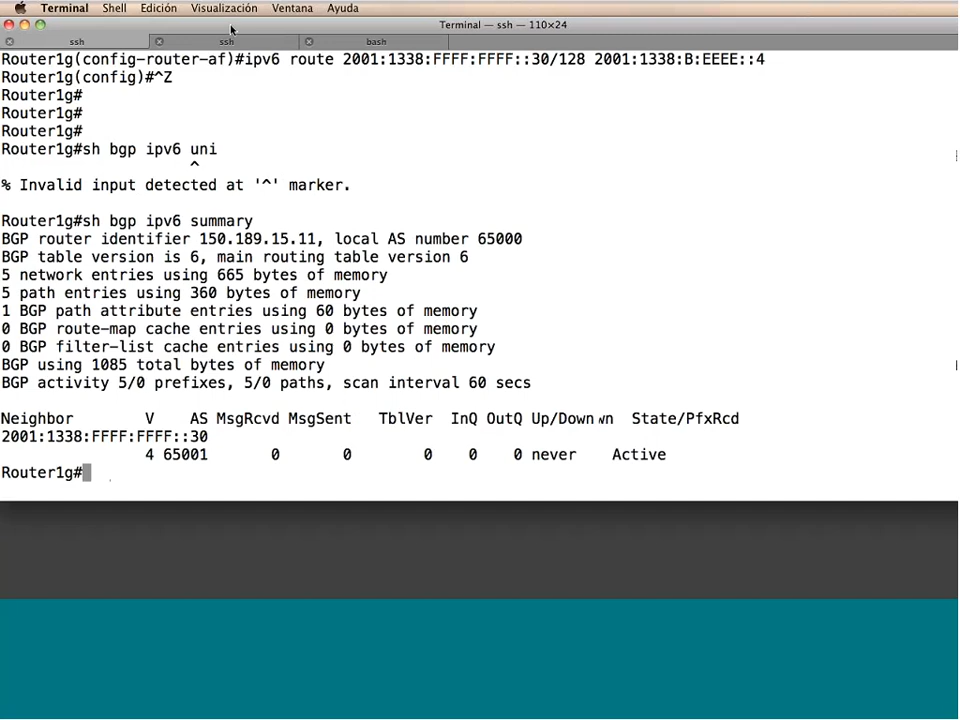 Terminal Shell Edición Visualización Ventana Ayuda
Terminal — ssh — 110×24
ssh ssh bash
Router1g(config-router-af)#ipv6 route 2001:1338:FFFF:FFFF::30/128 2001:1338:B:EEEE::4
Router1g(config)#^Z
Router1g#
Router1g#
Router1g#
Router1g#sh bgp ipv6 uni
^
% Invalid input detected at '^' marker.
Router1g#sh bgp ipv6 summary
BGP router identifier 150.189.15.11, local AS number 65000
BGP table version is 6, main routing table version 6
5 network entries using 665 bytes of memory
5 path entries using 360 bytes of memory
1 BGP path attribute entries using 60 bytes of memory
0 BGP route-map cache entries using 0 bytes of memory
0 BGP filter-list cache entries using 0 bytes of memory
BGP using 1085 total bytes of memory
BGP activity 5/0 prefixes, 5/0 paths, scan interval 60 secs
Neighbor V AS MsgRcvd MsgSent TblVer InQ OutQ Up/Down wn State/PfxRcd
2001:1338:FFFF:FFFF::30
4 65001 0 0 0 0 0 never Active
Router1g#